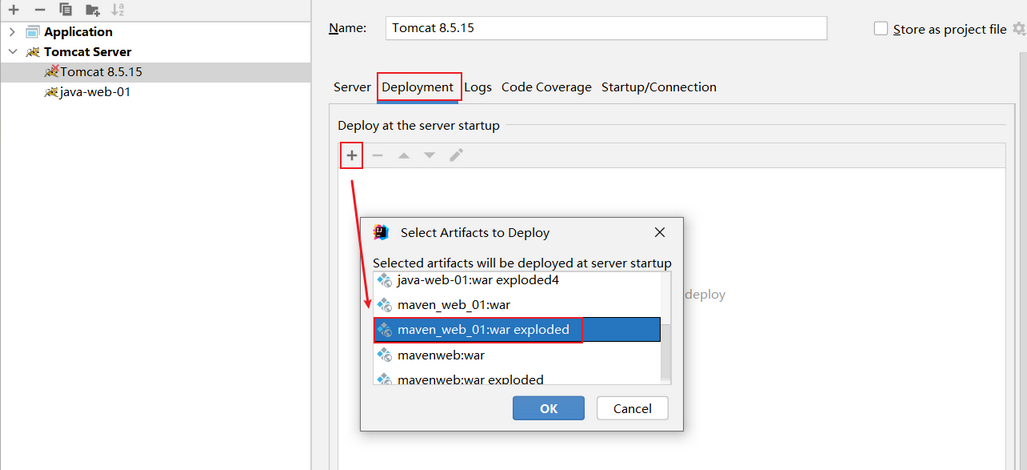 Application
Tomcat Server
Tomcat 8.5.15
java-web-01
Name: Tomcat 8.5.15 Store as project file
Server Deployment Logs Code Coverage Startup/Connection
Deploy at the server startup
Select Artifacts to Deploy
Selected artifacts will be deployed at server startup
java-web-01:war exploded4
deploy
maven_web_01:war
maven_web_01:war exploded
mavenweb:war
mavenweb:war exploded
OK Cancel